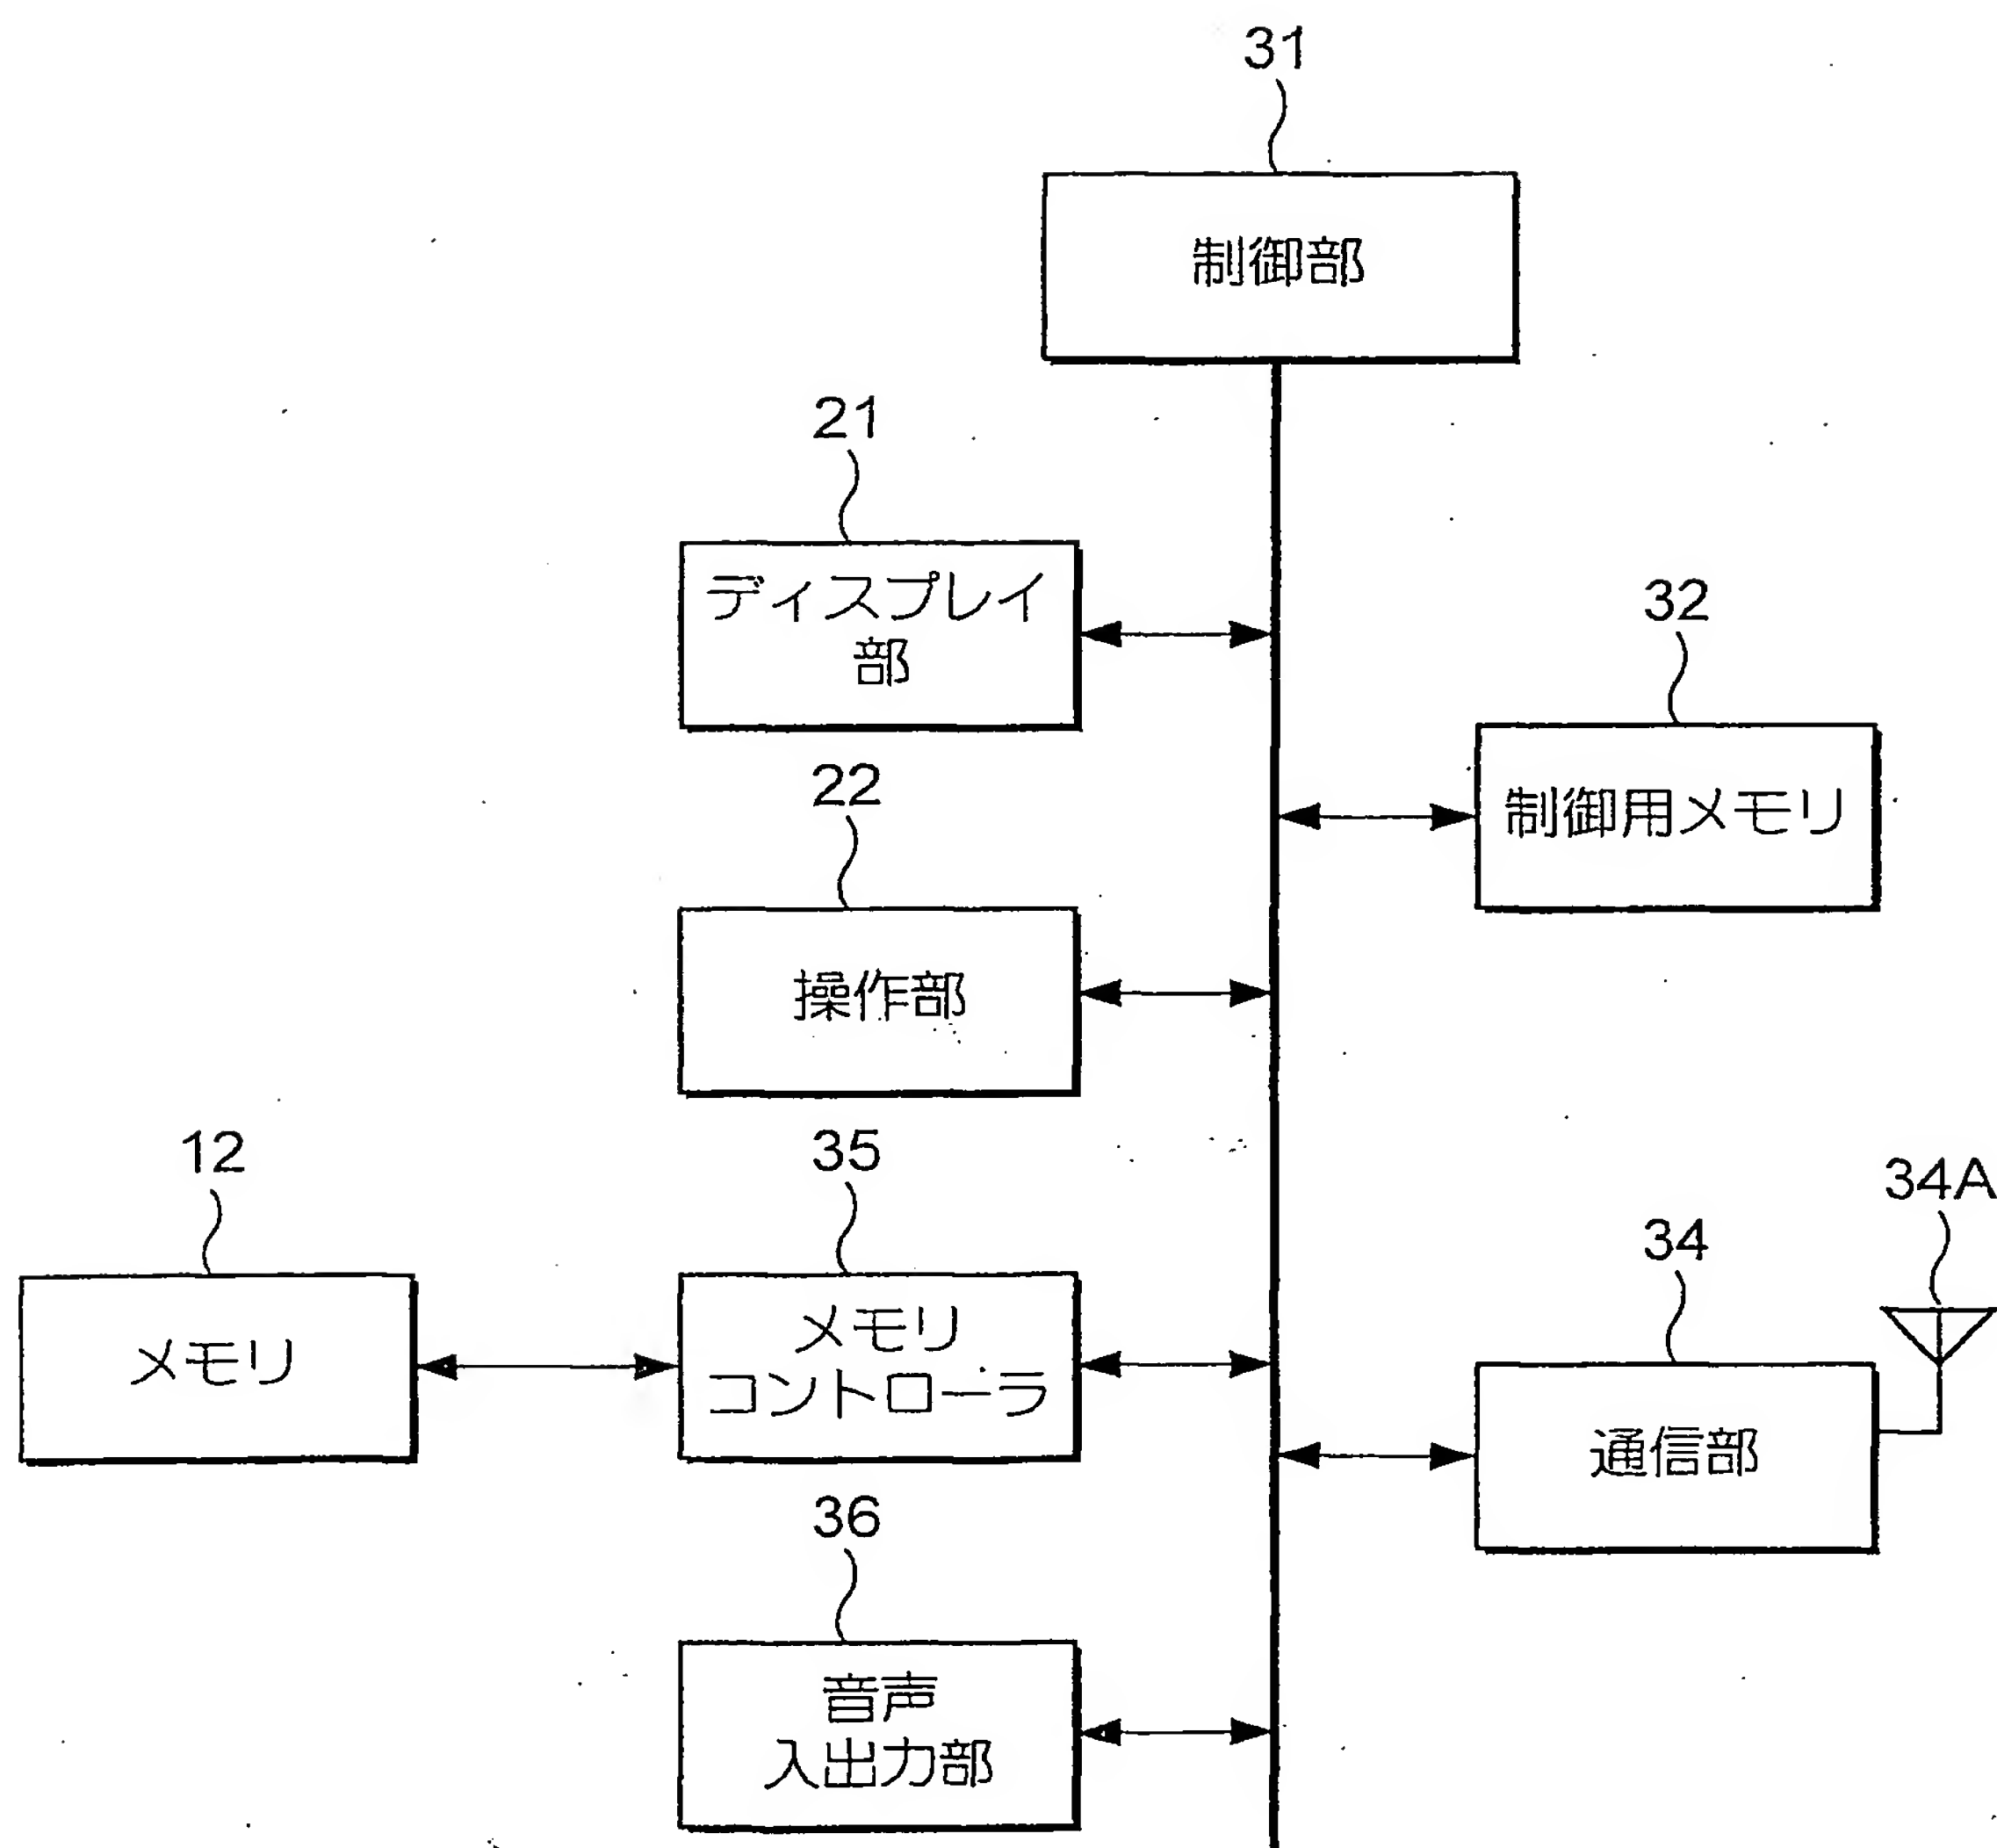 31
制御部
21
ディスプレイ
部
32
制御用メモリ
22
操作部
12
メモリ
35
メモリ
コントローラ
34A
34
通信部
36
音声
入出力部